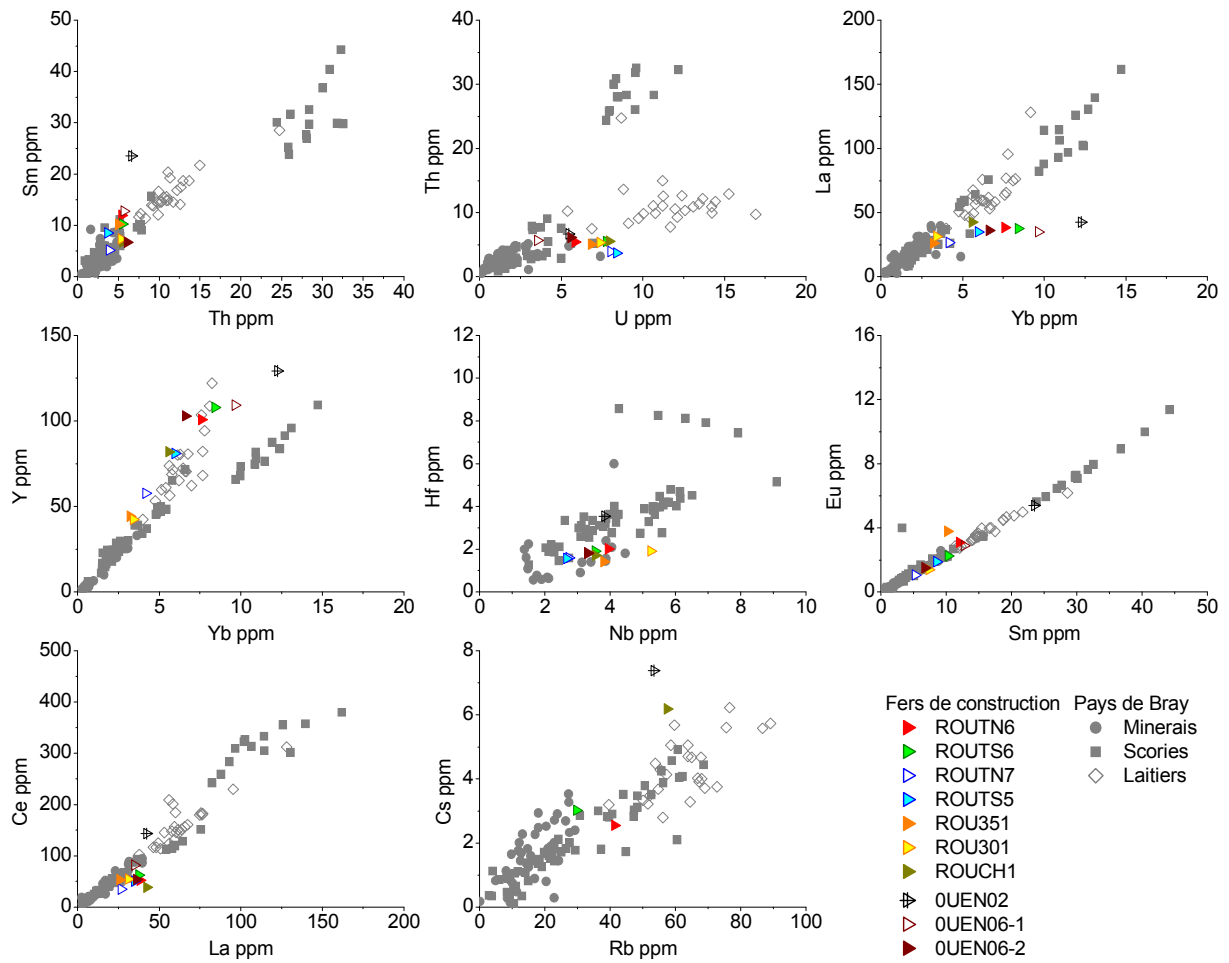 50
40
30
20
10
0
Sm ppm
0 5 10 15 20 25 30 35 40
Th ppm
40
30
20
10
0
Th ppm
0 5 10 15 20
U ppm
200
150
100
50
0
La ppm
0 5 10 15 20
Yb ppm
150
100
50
0
Y ppm
0 5 10 15 20
Yb ppm
12
10
8
6
4
2
0
Hf ppm
0 2 4 6 8 10
Nb ppm
16
12
8
4
0
Eu ppm
0 10 20 30 40 50
Sm ppm
500
400
300
200
100
0
Ce ppm
0 50 100 150 200
La ppm
8
6
4
2
0
Cs ppm
0 20 40 60 80 100
Rb ppm
Fers de construction
ROUTN6
ROUTS6
ROUTN7
ROUTS5
ROU351
ROU301
ROUCH1
0UEN02
0UEN06-1
0UEN06-2
Pays de Bray
Minerais
Scories
Laitiers